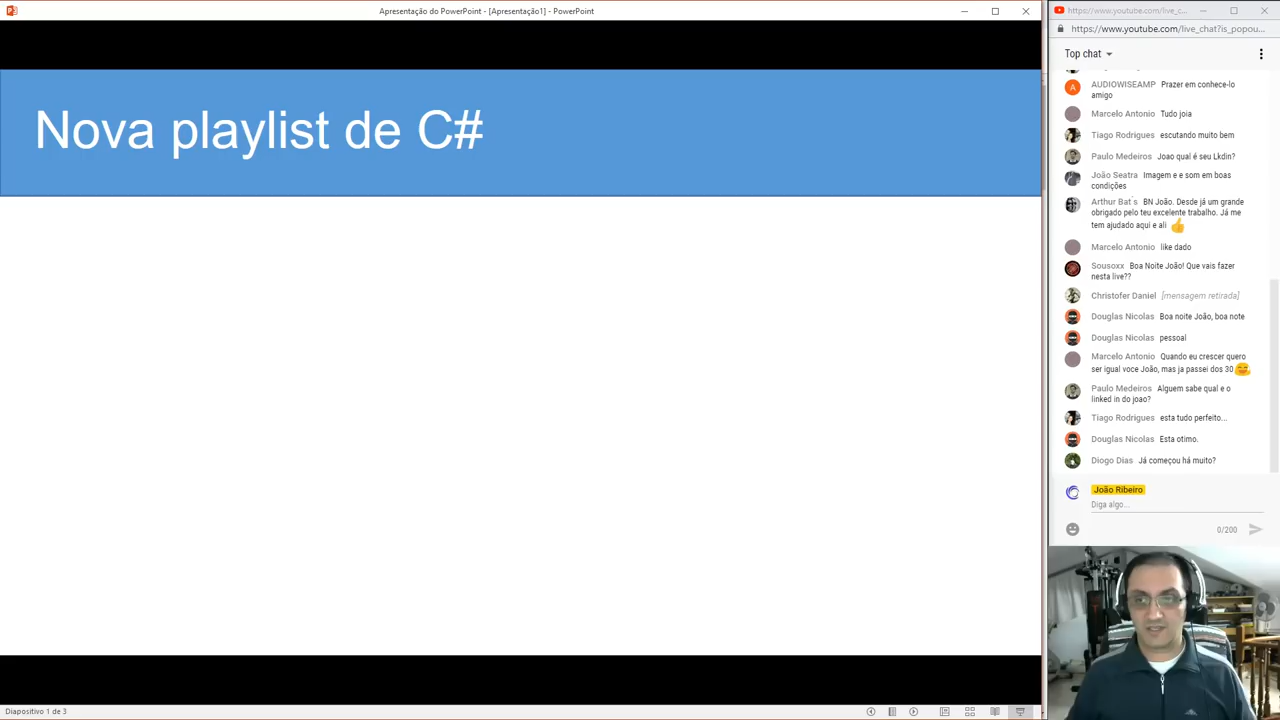 Apresentação do PowerPoint - [Apresentação1] - PowerPoint
Nova playlist de C#
Diapositivo 1 de 3
https://www.youtube.com/live_c...
https://www.youtube.com/live_chat?is_popou...
Top chat
AUDIOWISEAMP Prazer em conhece-lo
amigo
Marcelo Antonio Tudo joia
Tiago Rodrigues escutando muito bem
Paulo Medeiros Joao qual é seu Lkdin?
João Seatra Imagem e e som em boas
condições
Arthur Bat s BN João. Desde já um grande
obrigado pelo teu excelente trabalho. Já me
tem ajudado aqui e ali
Marcelo Antonio like dado
Sousoxx Boa Noite João! Que vais fazer
nesta live??
Christofer Daniel [mensagem retirada]
Douglas Nicolas Boa noite João, boa note
Douglas Nicolas pessoal
Marcelo Antonio Quando eu crescer quero
ser igual voce João, mas ja passei dos 30
Paulo Medeiros Alguem sabe qual e o
linked in do joao?
Tiago Rodrigues esta tudo perfeito...
Douglas Nicolas Esta otimo.
Diogo Dias Já começou há muito?
João Ribeiro
Diga algo...
0/200